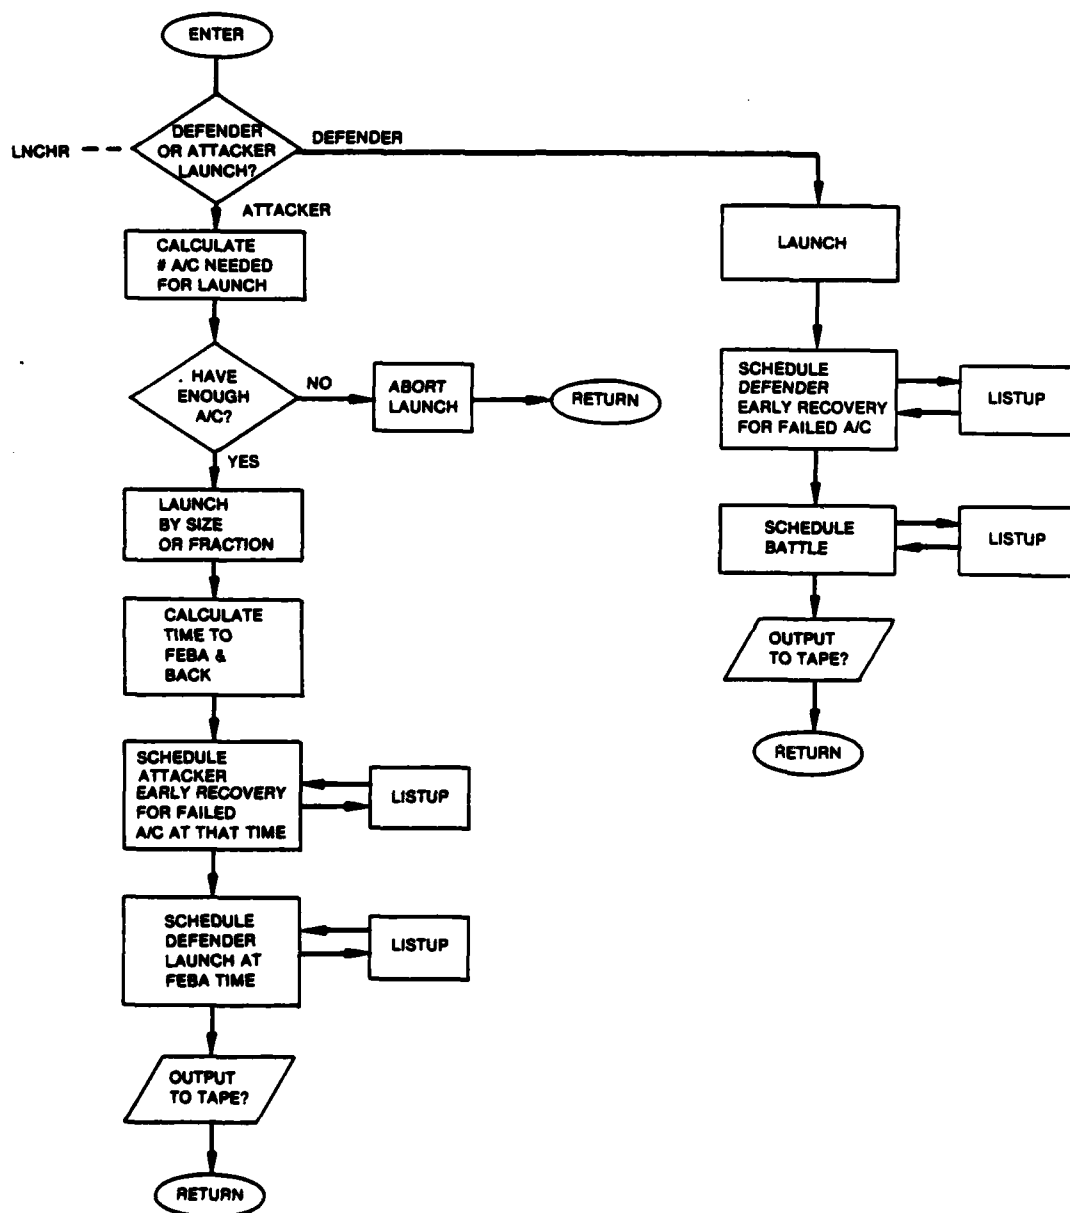 ENTER
LNCHR
DEFENDER
OR ATTACKER
LAUNCH?
DEFENDER
ATTACKER
CALCULATE
# A/C NEEDED
FOR LAUNCH
HAVE
ENOUGH
A/C?
NO
ABORT
LAUNCH
RETURN
YES
LAUNCH
BY SIZE
OR FRACTION
CALCULATE
TIME TO
FEBA &
BACK
SCHEDULE
ATTACKER
EARLY RECOVERY
FOR FAILED
A/C AT THAT TIME
LISTUP
SCHEDULE
DEFENDER
LAUNCH AT
FEBA TIME
LISTUP
OUTPUT
TO TAPE?
RETURN
LAUNCH
SCHEDULE
DEFENDER
EARLY RECOVERY
FOR FAILED A/C
LISTUP
SCHEDULE
BATTLE
LISTUP
OUTPUT
TO TAPE?
RETURN